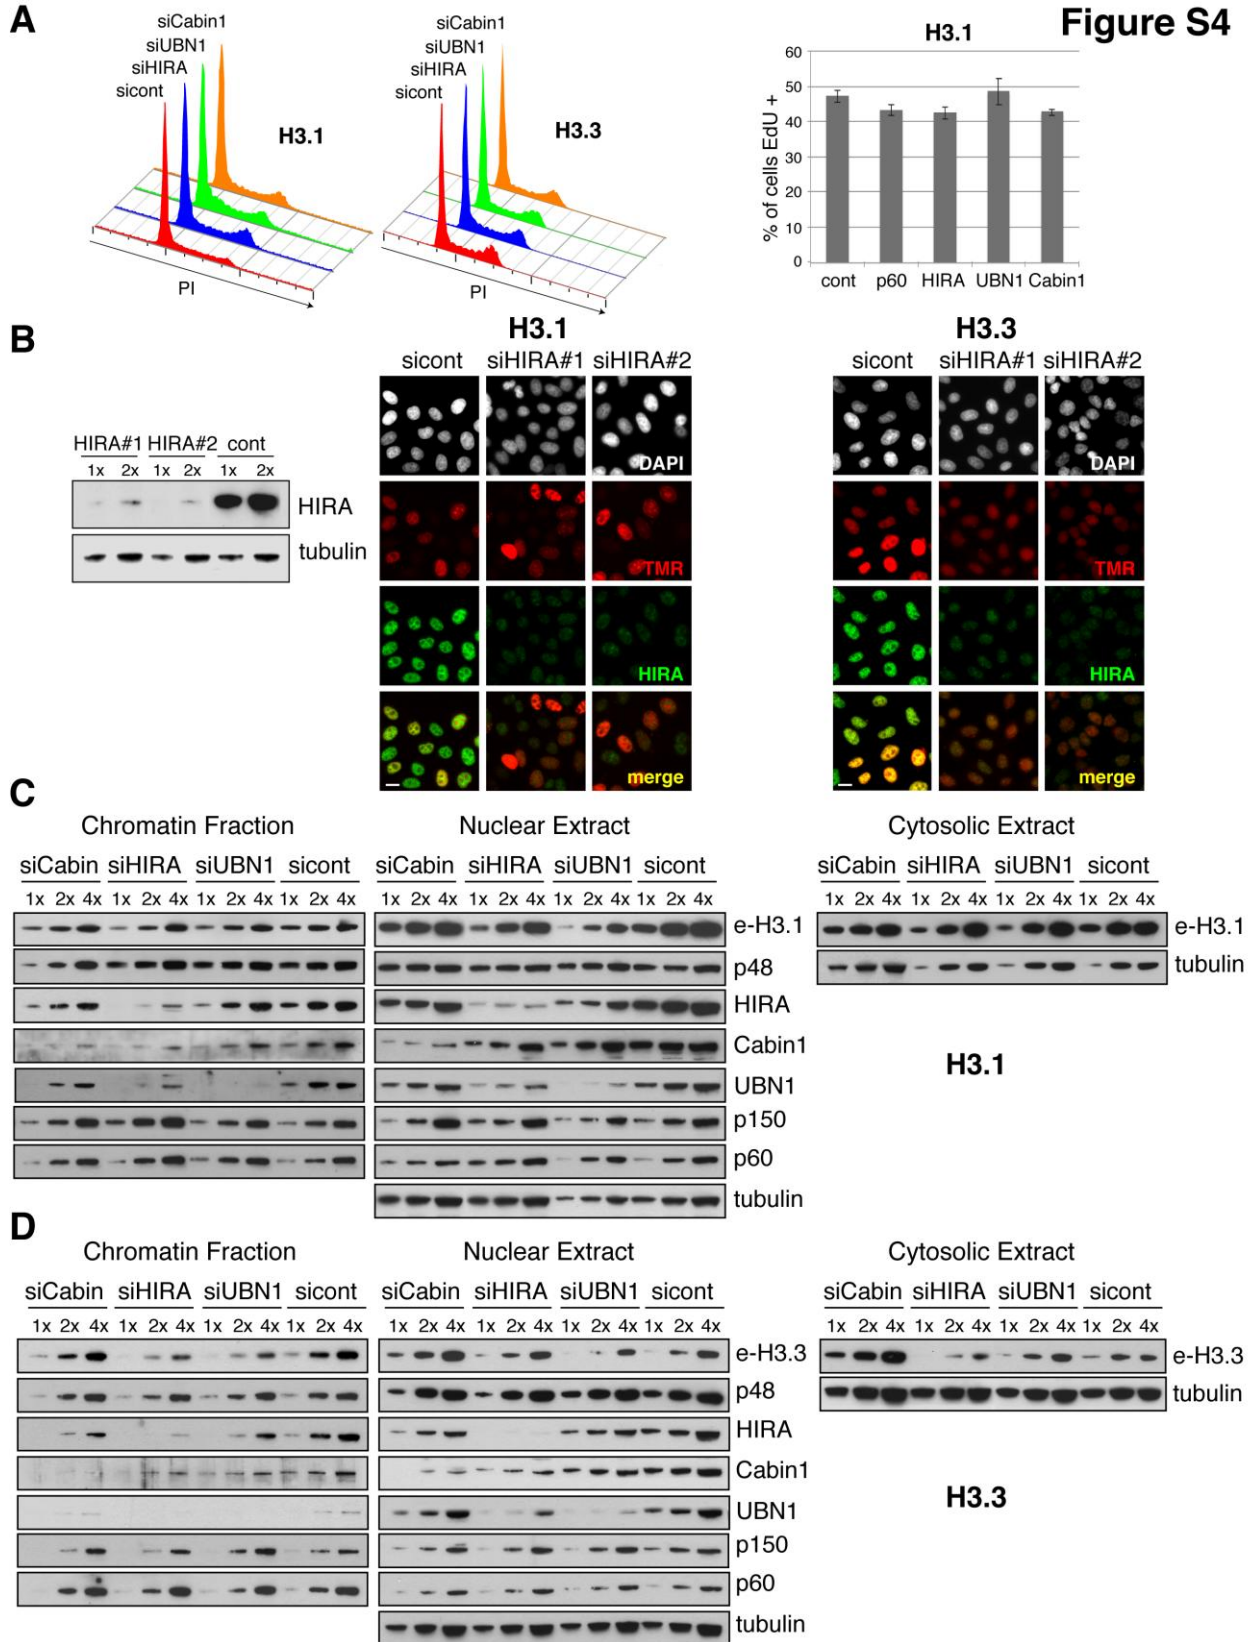 Figure S4
A
siCabin1
siUBN1
siHIRA
sicont
H3.1
PI
siCabin1
siUBN1
siHIRA
sicont
H3.3
PI
H3.1
% of cells EdU +
60
50
40
30
20
10
0
cont p60 HIRA UBN1 Cabin1
B
HIRA#1 HIRA#2 cont
1x 2x 1x 2x 1x 2x
HIRA
tubulin
H3.1
sicont siHIRA#1 siHIRA#2
DAPI
TMR
HIRA
merge
H3.3
sicont siHIRA#1 siHIRA#2
DAPI
TMR
HIRA
merge
C
Chromatin Fraction
siCabin siHIRA siUBN1 sicont
1x 2x 4x 1x 2x 4x 1x 2x 4x 1x 2x 4x
Nuclear Extract
siCabin siHIRA siUBN1 sicont
1x 2x 4x 1x 2x 4x 1x 2x 4x 1x 2x 4x
e-H3.1
p48
HIRA
Cabin1
UBN1
p150
p60
tubulin
Cytosolic Extract
siCabin siHIRA siUBN1 sicont
1x 2x 4x 1x 2x 4x 1x 2x 4x 1x 2x 4x
e-H3.1
tubulin
H3.1
D
Chromatin Fraction
siCabin siHIRA siUBN1 sicont
1x 2x 4x 1x 2x 4x 1x 2x 4x 1x 2x 4x
Nuclear Extract
siCabin siHIRA siUBN1 sicont
1x 2x 4x 1x 2x 4x 1x 2x 4x 1x 2x 4x
e-H3.3
p48
HIRA
Cabin1
UBN1
p150
p60
tubulin
Cytosolic Extract
siCabin siHIRA siUBN1 sicont
1x 2x 4x 1x 2x 4x 1x 2x 4x 1x 2x 4x
e-H3.3
tubulin
H3.3